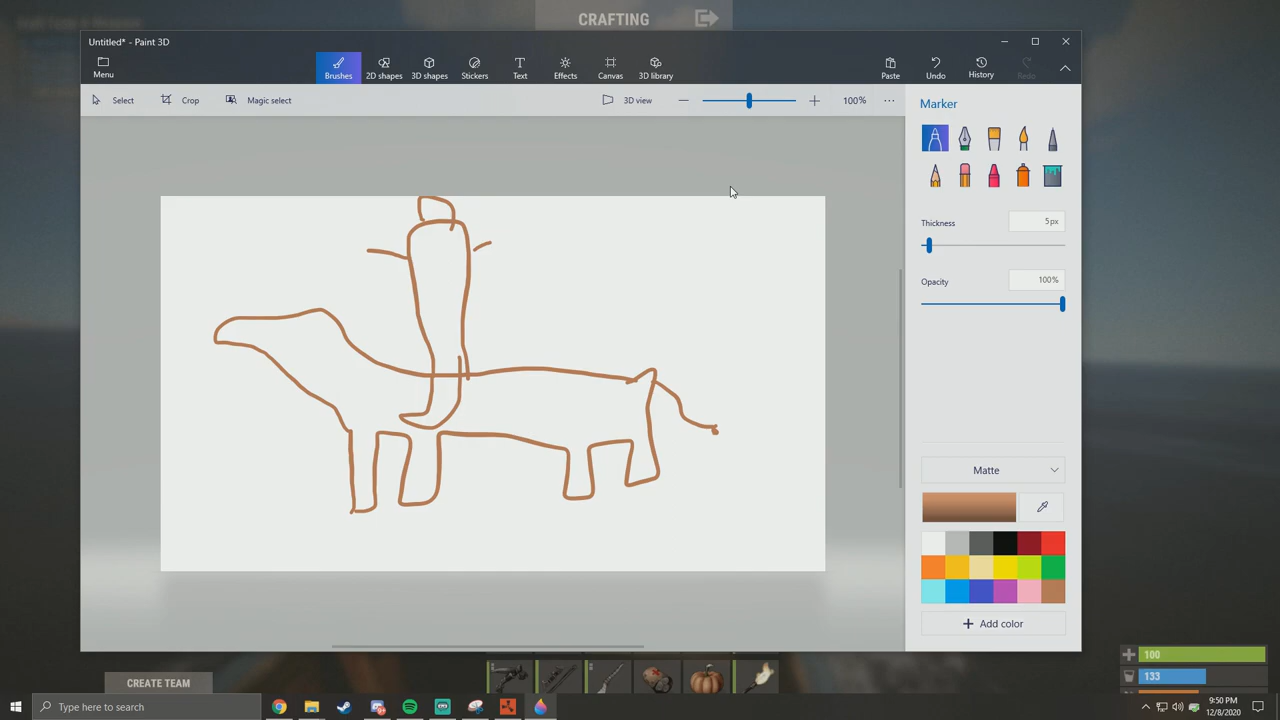 CRAFTING
Untitled* - Paint 3D
Menu
Brushes
2D shapes
3D shapes
Stickers
Text
Effects
Canvas
3D library
Paste
Undo
History
Redo
Select
Crop
Magic select
3D view
100%
Marker
Thickness
5px
Opacity
100%
Matte
Add color
100
133
CREATE TEAM
Type here to search
9:50 PM
12/8/2020